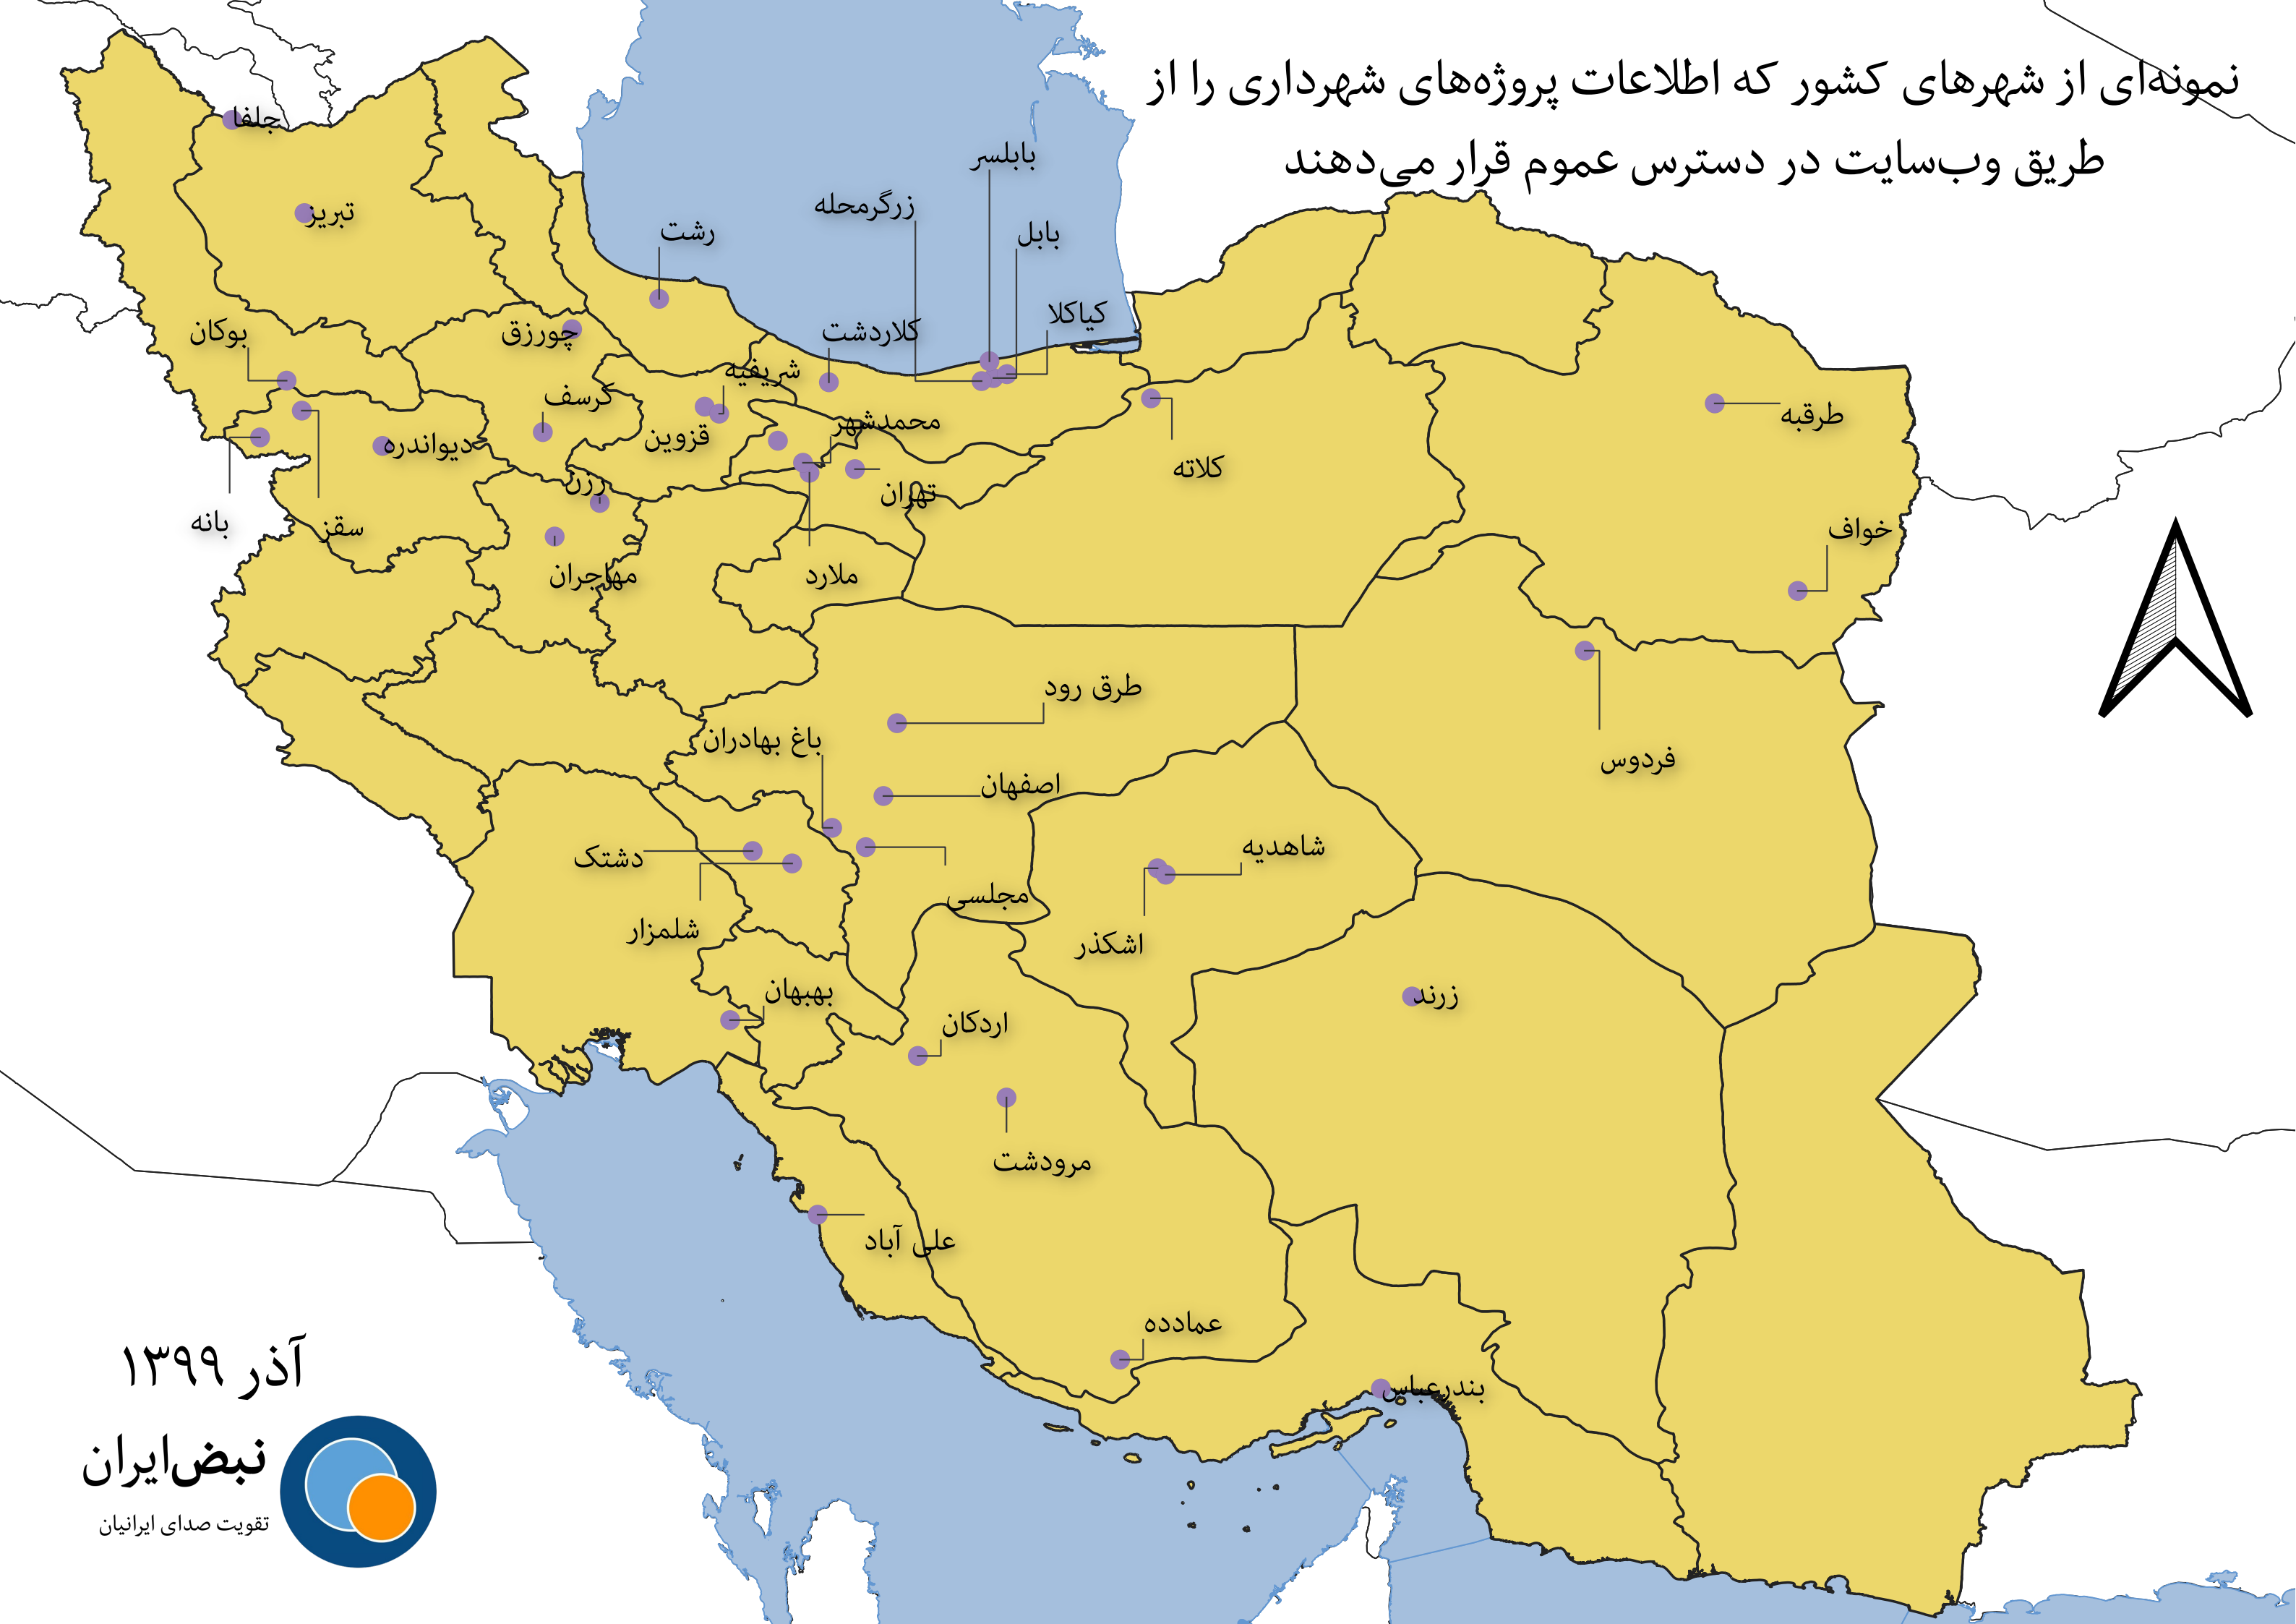 نمونه‌ای از شهرهای کشور که اطلاعات پروژه‌های شهرداری را از
طریق وب‌سایت در دسترس عموم قرار می‌دهند
جلفا
بابلسر
زرگرمحله
تبریز
رشت
بابل
کیاکلا
بوکان
چورزق
کلاردشت
شریفیه
کرسف
طرقبه
محمدشهر
قزوین
دیواندره
کلاته
رزن
تهران
بانه
سقز
خواف
مهاجران
ملارد
طرق رود
باغ بهادران
فردوس
اصفهان
شاهدیه
دشتک
مجلسی
شلمزار
اشکذر
بهبهان
زرند
اردکان
مرودشت
علی آباد
عمادده
بندرعباس
آذر ۱۳۹۹
نبض‌ایران
تقویت صدای ایرانیان